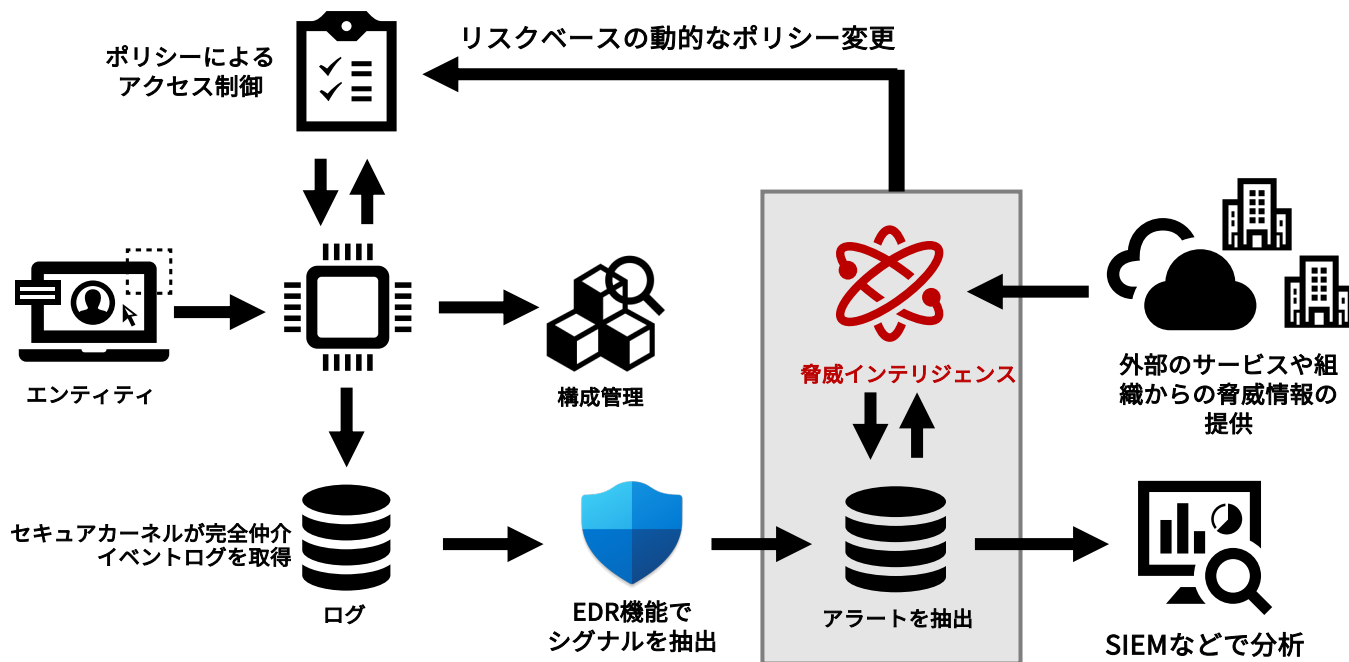 リスクベースの動的なポリシー変更
ポリシーによる
アクセス制御
エンティティ
構成管理
脅威インテリジェンス
外部のサービスや組
織からの脅威情報の
提供
セキュアカーネルが完全仲介
イベントログを取得
ログ
EDR機能で
シグナルを抽出
アラートを抽出
SIEMなどで分析